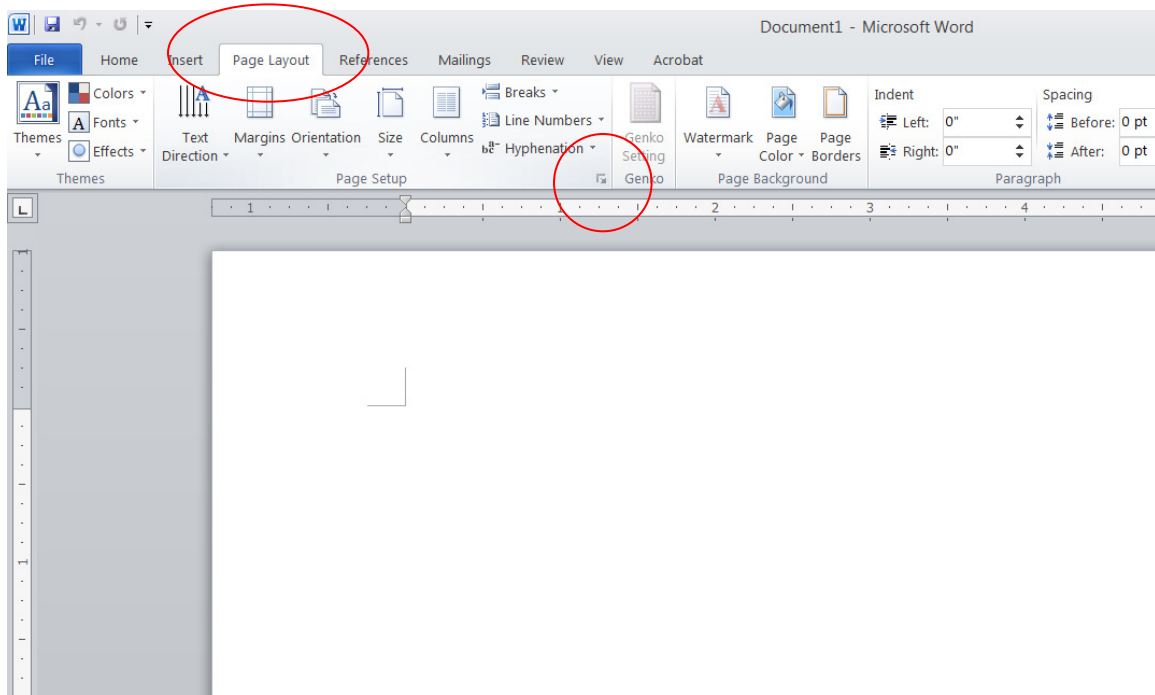 Document1 - Microsoft Word
File Home Insert Page Layout References Mailings Review View Acrobat
Themes
Colors
Fonts
Effects
Themes
Text Direction
Margins
Orientation
Size
Columns
Breaks
Line Numbers
Hyphenation
Page Setup
Genko Setting
Genko
Watermark
Page Color
Page Borders
Page Background
Indent
Left: 0"
Right: 0"
Spacing
Before: 0 pt
After: 0 pt
Paragraph
1 1 2 3 4
1
1